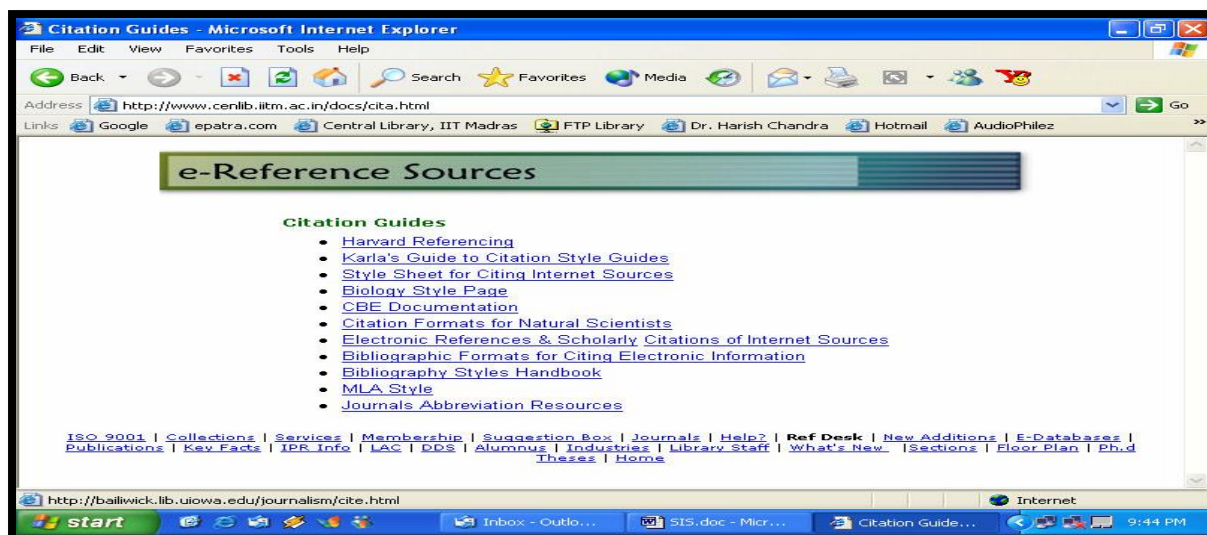 Citation Guides - Microsoft Internet Explorer
File Edit View Favorites Tools Help
Back Search Favorites Media
Address http://www.cenlib.iitm.ac.in/docs/cita.html Go
Links Google epatra.com Central Library, IIT Madras FTP Library Dr. Harish Chandra Hotmail AudioPhilez »
e-Reference Sources
Citation Guides
• Harvard Referencing
• Karla's Guide to Citation Style Guides
• Style Sheet for Citing Internet Sources
• Biology Style Page
• CBE Documentation
• Citation Formats for Natural Scientists
• Electronic References & Scholarly Citations of Internet Sources
• Bibliographic Formats for Citing Electronic Information
• Bibliography Styles Handbook
• MLA Style
• Journals Abbreviation Resources
ISO 9001 | Collections | Services | Membership | Suggestion Box | Journals | Help? | Ref Desk | New Additions | E-Databases |
Publications | Key Facts | IPR Info | LAC | DDS | Alumnus | Industries | Library Staff | What's New | Sections | Floor Plan | Ph.d
Theses | Home
http://bailiwick.lib.uiowa.edu/journalism/cite.html Internet
start Inbox - Outlo... SIS.doc - Micr... Citation Guide... 9:44 PM